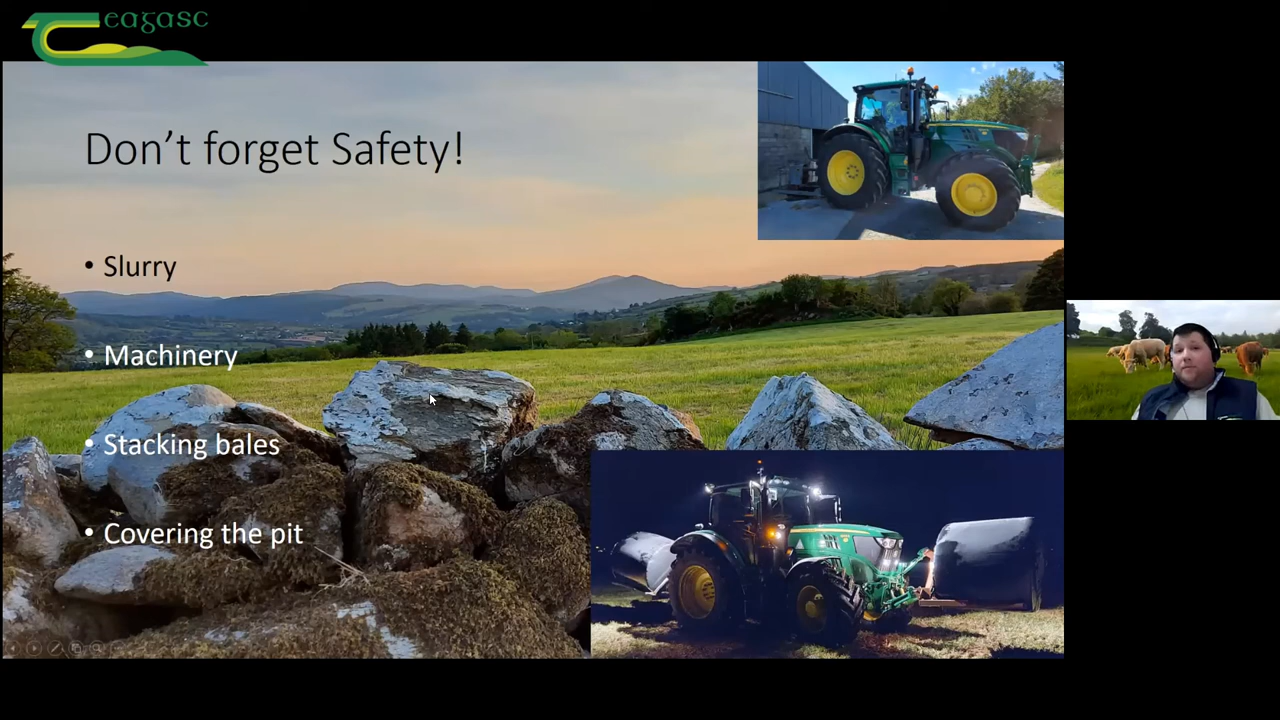 Teagasc
Don't forget Safety!
• Slurry
• Machinery
• Stacking bales
• Covering the pit